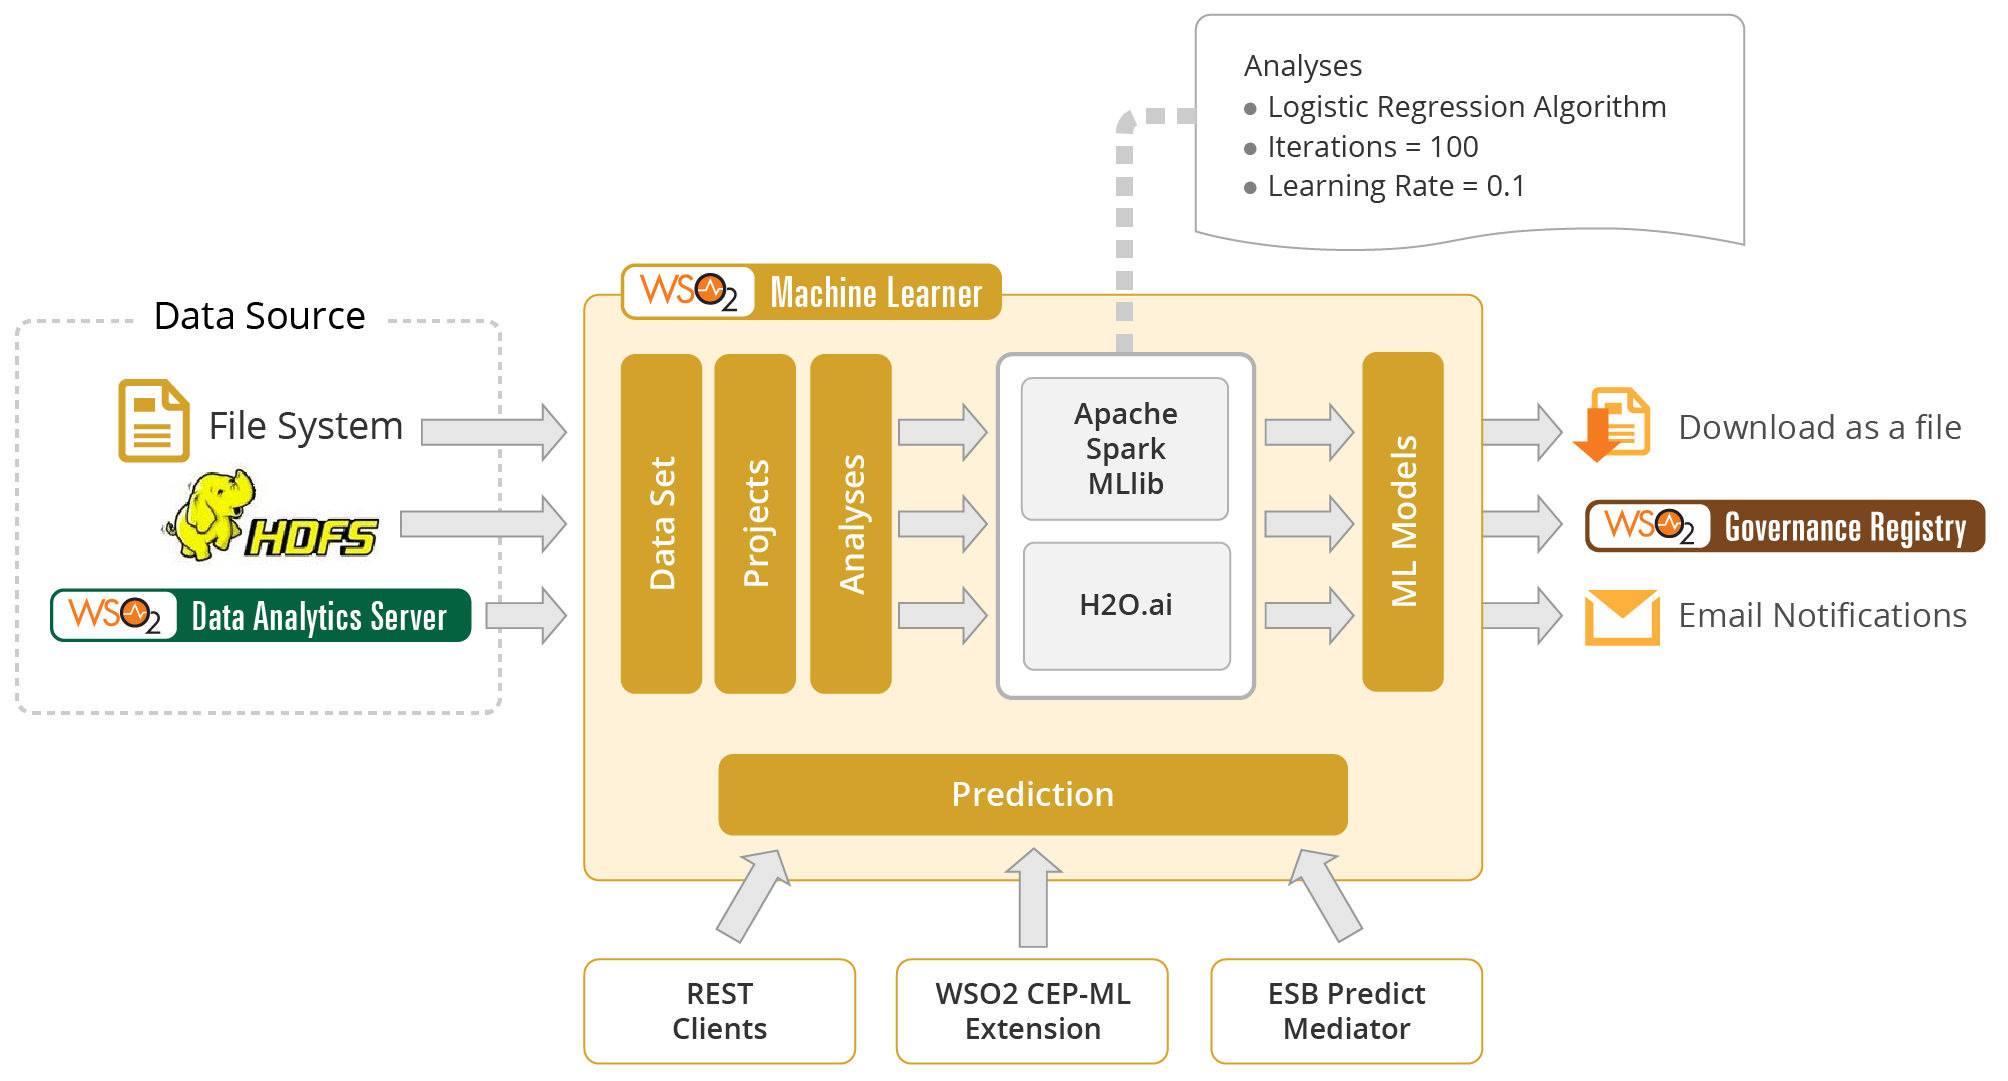 Analyses
Logistic Regression Algorithm
Iterations = 100
Learning Rate = 0.1
WSO2 Machine Learner
Data Source
File System
HDFS
WSO2 Data Analytics Server
Data Set
Projects
Analyses
Apache
Spark
MLlib
H2O.ai
ML Models
Download as a file
WSO2 Governance Registry
Email Notifications
Prediction
REST
Clients
WSO2 CEP-ML
Extension
ESB Predict
Mediator